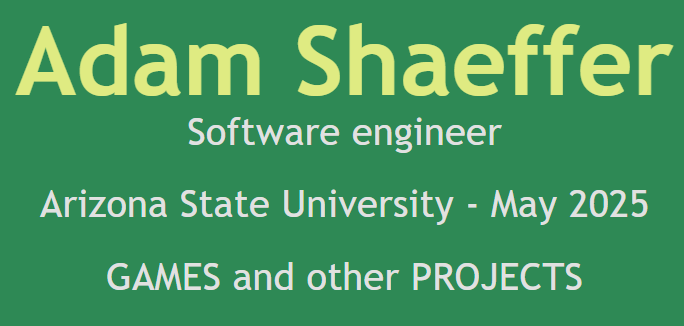 Adam Shaeffer
Software engineer
Arizona State University - May 2025
GAMES and other PROJECTS